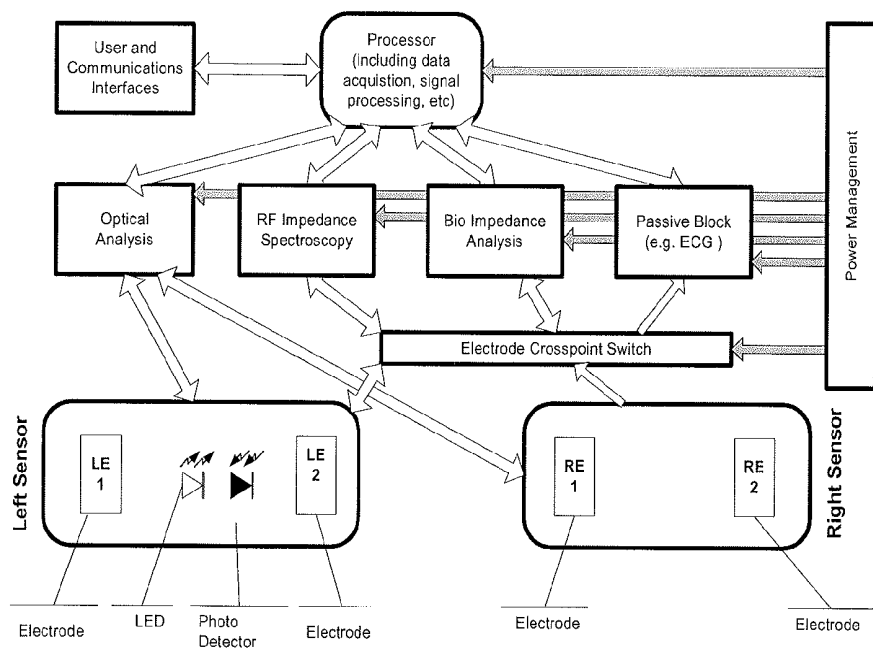 User and
Communications
Interfaces
Processor
(including data
acquistion, signal
processing, etc)
Power Management
Optical
Analysis
RF Impedance
Spectroscopy
Bio Impedance
Analysis
Passive Block
(e.g. ECG )
Electrode Crosspoint Switch
Left Sensor
LE
1
LE
2
RE
1
RE
2
Right Sensor
Electrode
LED
Photo
Detector
Electrode
Electrode
Electrode